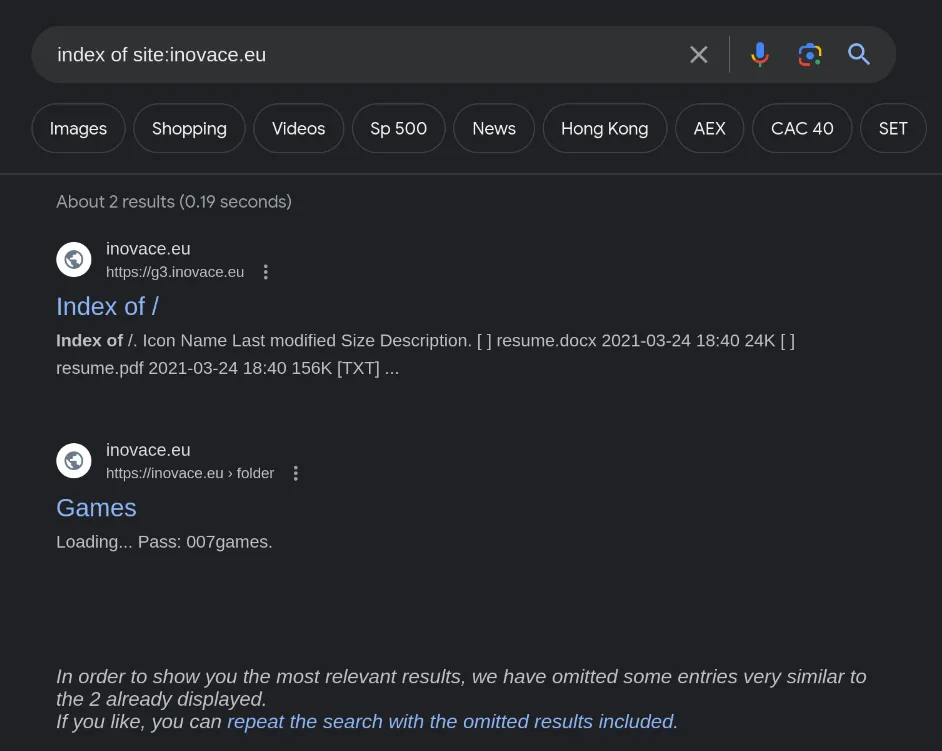 index of site:inovace.eu
Images Shopping Videos Sp 500 News Hong Kong AEX CAC 40 SET
About 2 results (0.19 seconds)
inovace.eu
https://g3.inovace.eu
Index of /
Index of /. Icon Name Last modified Size Description. [ ] resume.docx 2021-03-24 18:40 24K [ ]
resume.pdf 2021-03-24 18:40 156K [TXT] ...
inovace.eu
https://inovace.eu › folder
Games
Loading... Pass: 007games.
In order to show you the most relevant results, we have omitted some entries very similar to
the 2 already displayed.
If you like, you can repeat the search with the omitted results included.